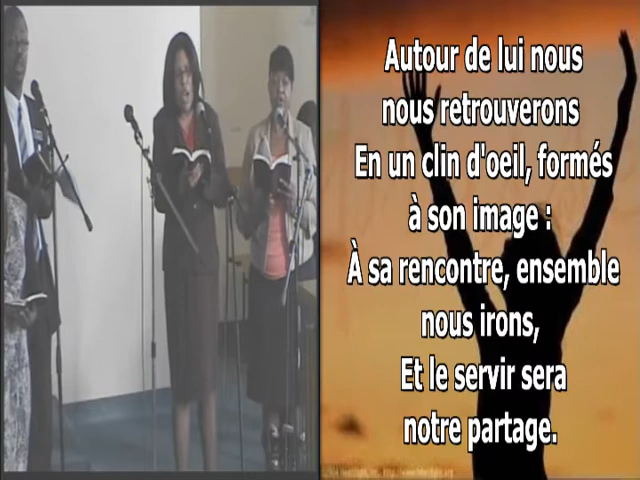 Autour de lui nous
nous retrouverons
En un clin d'oeil, formés
à son image :
À sa rencontre, ensemble
nous irons,
Et le servir sera
notre partage.